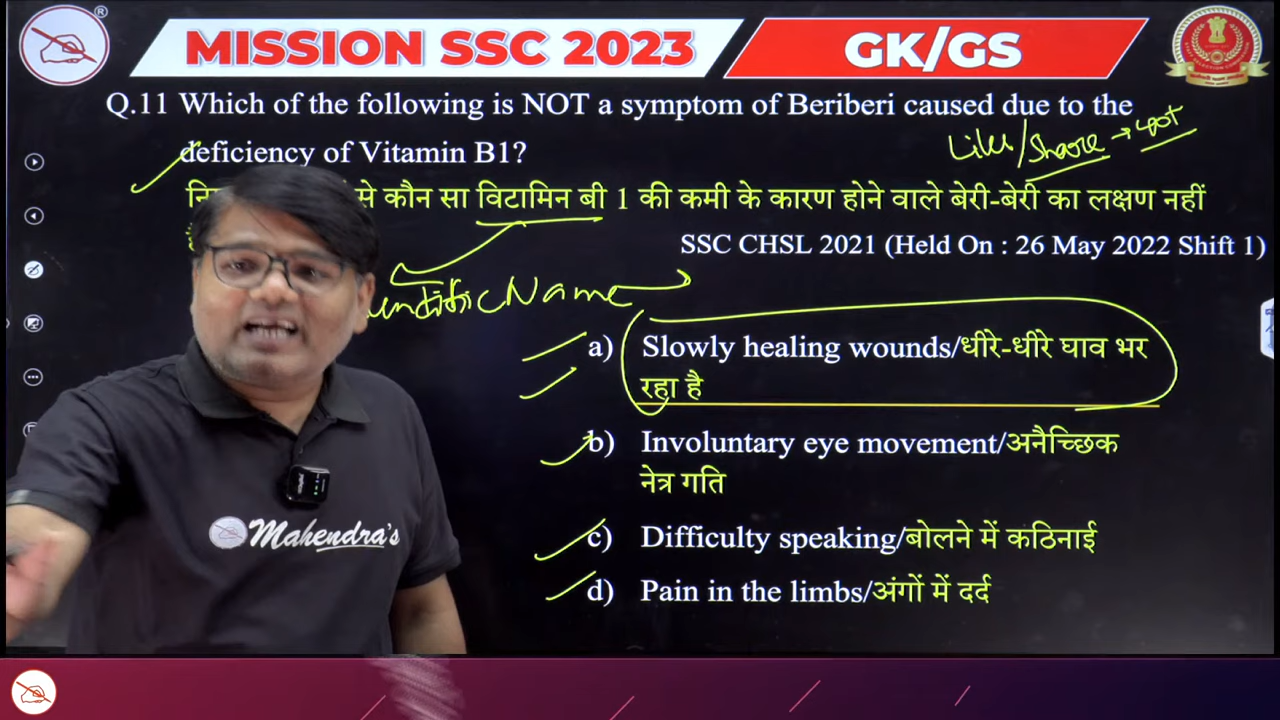 MISSION SSC 2023
GK/GS
Q.11 Which of the following is NOT a symptom of Beriberi caused due to the
deficiency of Vitamin B1?
Like/Share →
से कौन सा विटामिन बी 1 की कमी के कारण होने वाले बेरी-बेरी का लक्षण नहीं
SSC CHSL 2021 (Held On : 26 May 2022 Shift 1)
Name
a) Slowly healing wounds/धीरे-धीरे घाव भर
रहा है
b) Involuntary eye movement/अनैच्छिक
नेत्र गति
c) Difficulty speaking/बोलने में कठिनाई
d) Pain in the limbs/अंगों में दर्द
Mahendra's